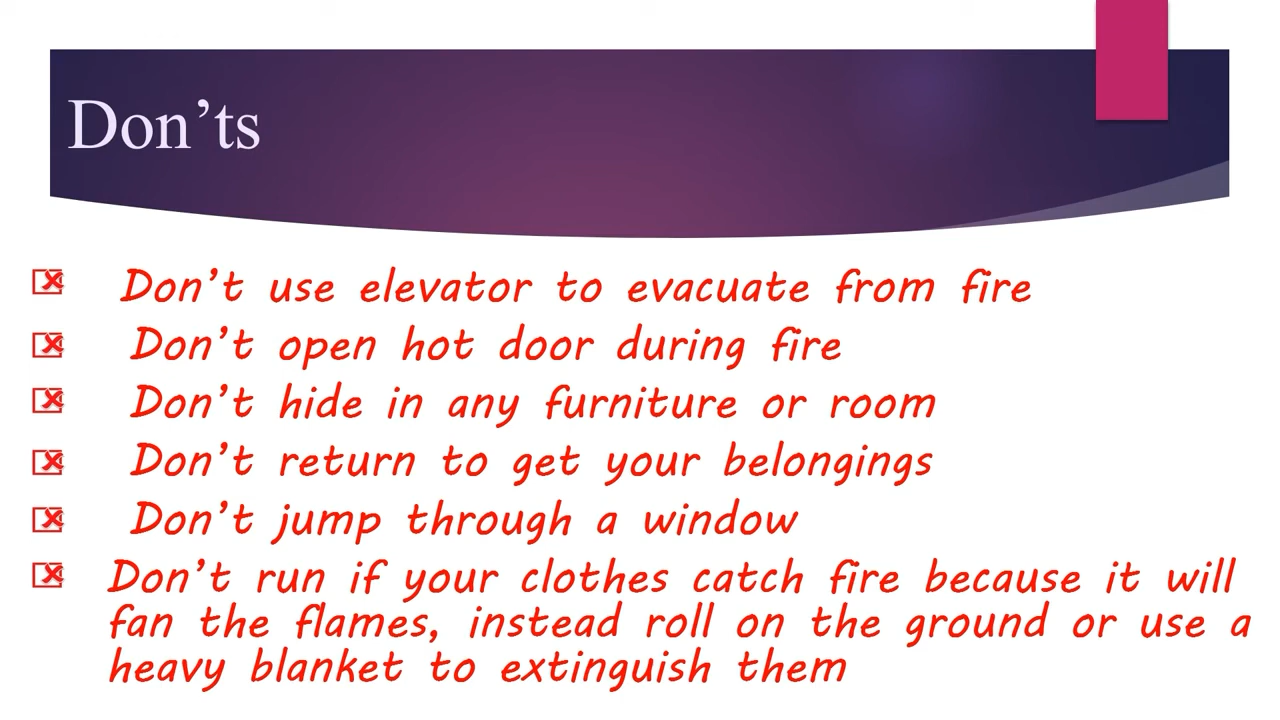 Don’ts
Don’t use elevator to evacuate from fire
Don’t open hot door during fire
Don’t hide in any furniture or room
Don’t return to get your belongings
Don’t jump through a window
Don’t run if your clothes catch fire because it will
fan the flames, instead roll on the ground or use a
heavy blanket to extinguish them